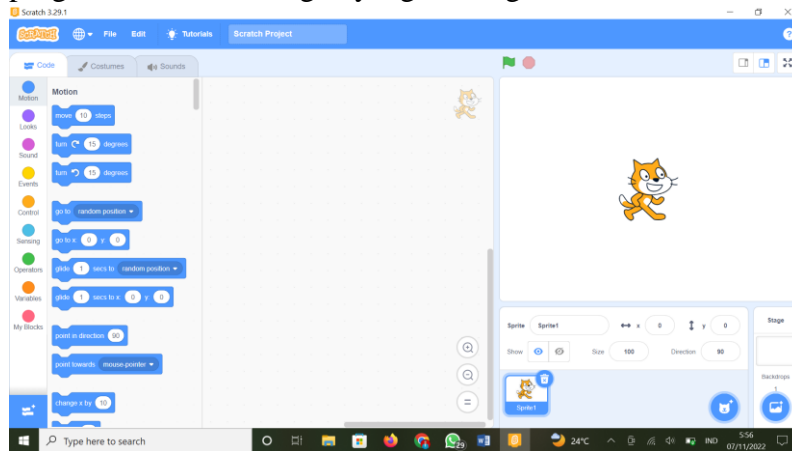 Scratch 3.29.1
SCRATCH File Edit Tutorials Scratch Project
Code Costumes Sounds
Motion
Looks
Sound
Events
Control
Sensing
Operators
Variables
My Blocks
Motion
move 10 steps
turn 15 degrees
turn 15 degrees
go to random position
go to x: 0 y: 0
glide 1 secs to random position
glide 1 secs to x: 0 y: 0
point in direction 90
point towards mouse-pointer
change x by 10
Sprite Sprite1 x 0 y 0
Show Size 100 Direction 90
Sprite1
Stage
Backdrops
1
Type here to search
29
24°C IND 5:56
07/11/2022